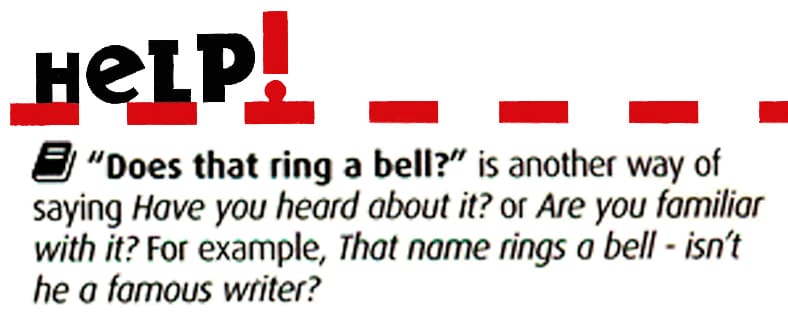 HeLP!
"Does that ring a bell?" is another way of
saying Have you heard about it? or Are you familiar
with it? For example, That name rings a bell - isn't
he a famous writer?